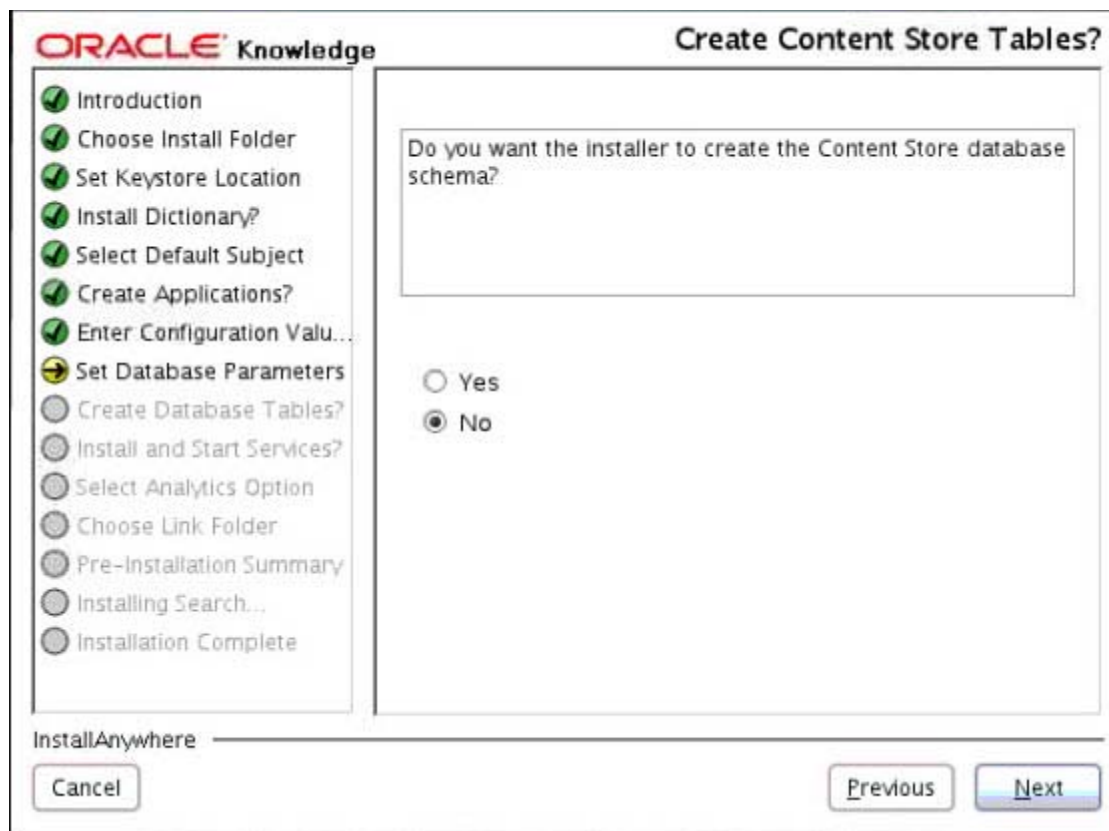 ORACLE Knowledge
Create Content Store Tables?
Introduction
Choose Install Folder
Set Keystore Location
Install Dictionary?
Select Default Subject
Create Applications?
Enter Configuration Valu...
Set Database Parameters
Create Database Tables?
Install and Start Services?
Select Analytics Option
Choose Link Folder
Pre-Installation Summary
Installing Search...
Installation Complete
Do you want the installer to create the Content Store database
schema?
Yes
No
InstallAnywhere
Cancel
Previous
Next